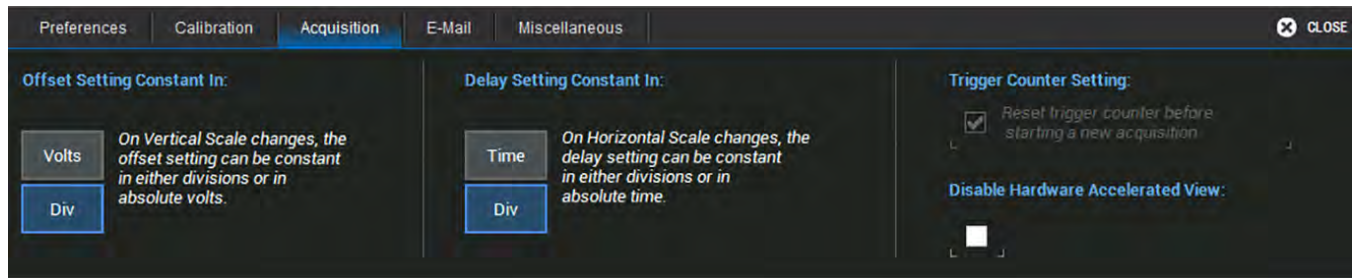 Preferences
Calibration
Acquisition
E-Mail
Miscellaneous
CLOSE
Offset Setting Constant In:
Volts
Div
On Vertical Scale changes, the
offset setting can be constant
in either divisions or in
absolute volts.
Delay Setting Constant In:
Time
Div
On Horizontal Scale changes, the
delay setting can be constant
in either divisions or in
absolute time.
Trigger Counter Setting:
Reset trigger counter before
starting a new acquisition
Disable Hardware Accelerated View: